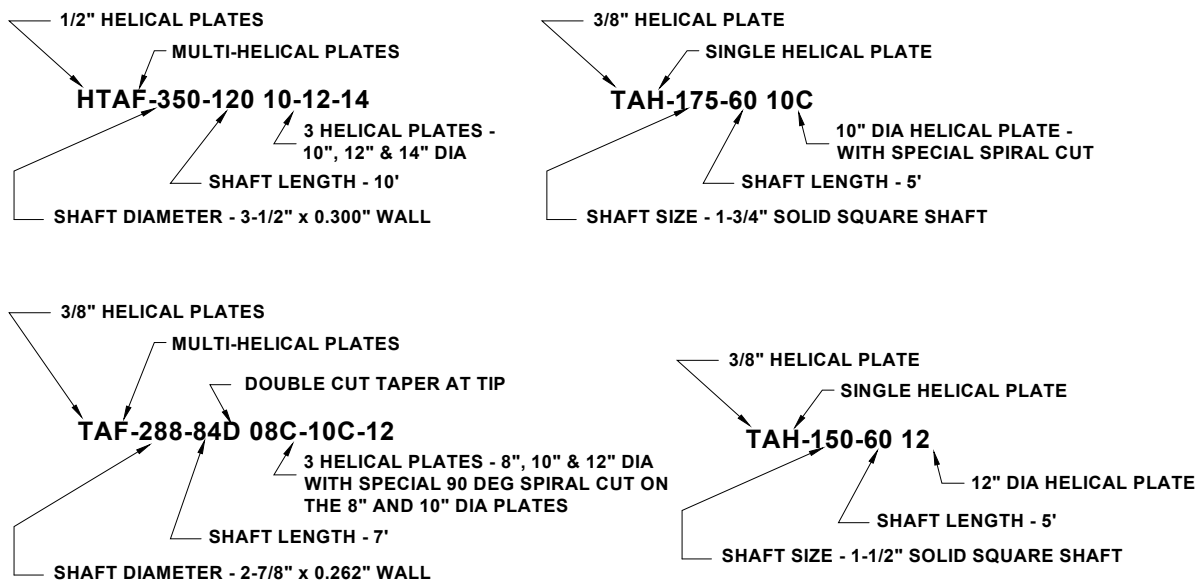 1/2" HELICAL PLATES
MULTI-HELICAL PLATES
HTAF-350-120 10-12-14
3 HELICAL PLATES -
10", 12" & 14" DIA
SHAFT LENGTH - 10'
SHAFT DIAMETER - 3-1/2" x 0.300" WALL
3/8" HELICAL PLATE
SINGLE HELICAL PLATE
TAH-175-60 10C
10" DIA HELICAL PLATE -
WITH SPECIAL SPIRAL CUT
SHAFT LENGTH - 5'
SHAFT SIZE - 1-3/4" SOLID SQUARE SHAFT
3/8" HELICAL PLATES
MULTI-HELICAL PLATES
DOUBLE CUT TAPER AT TIP
TAF-288-84D 08C-10C-12
3 HELICAL PLATES - 8", 10" & 12" DIA
WITH SPECIAL 90 DEG SPIRAL CUT ON
THE 8" AND 10" DIA PLATES
SHAFT LENGTH - 7'
SHAFT DIAMETER - 2-7/8" x 0.262" WALL
3/8" HELICAL PLATE
SINGLE HELICAL PLATE
TAH-150-60 12
12" DIA HELICAL PLATE
SHAFT LENGTH - 5'
SHAFT SIZE - 1-1/2" SOLID SQUARE SHAFT